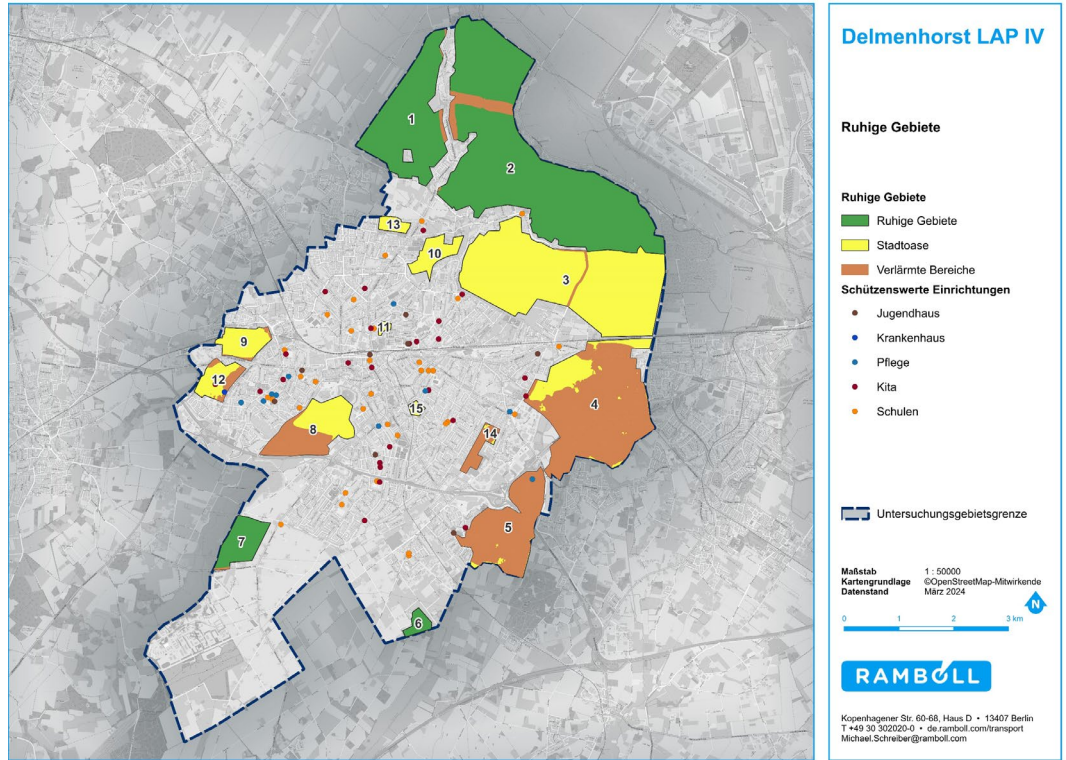 Delmenhorst LAP IV
Ruhige Gebiete
Ruhige Gebiete
Ruhige Gebiete
Stadtoase
Verlärmte Bereiche
Schützenswerte Einrichtungen
Jugendhaus
Krankenhaus
Pflege
Kita
Schulen
Untersuchungsgebietsgrenze
Maßstab 1 : 50000
Kartengrundlage ©OpenStreetMap-Mitwirkende
Datenstand März 2024
N
0 1 2 3 km
RAMBOLL
Kopenhagener Str. 60-68, Haus D • 13407 Berlin
T +49 30 302020-0 • de.ramboll.com/transport
Michael.Schreiber@ramboll.com
1
2
13
10
3
11
9
12
4
15
8
14
5
7
6